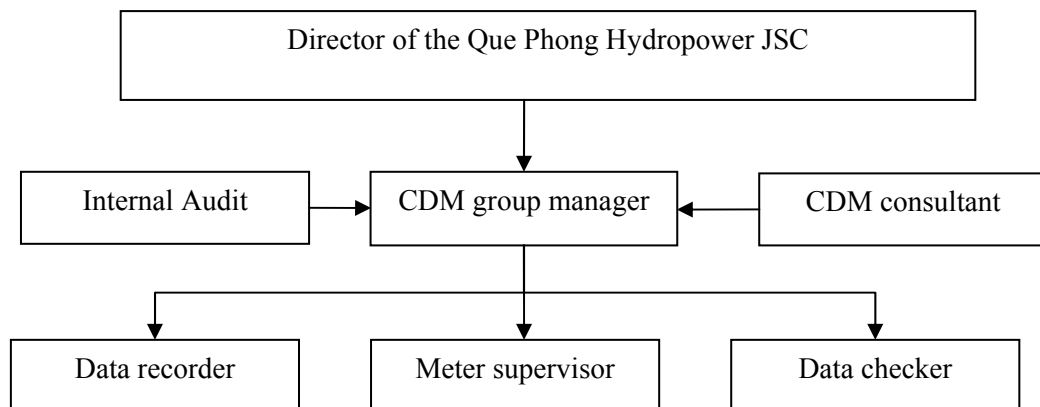 Director of the Que Phong Hydropower JSC
Internal Audit
CDM group manager
CDM consultant
Data recorder
Meter supervisor
Data checker